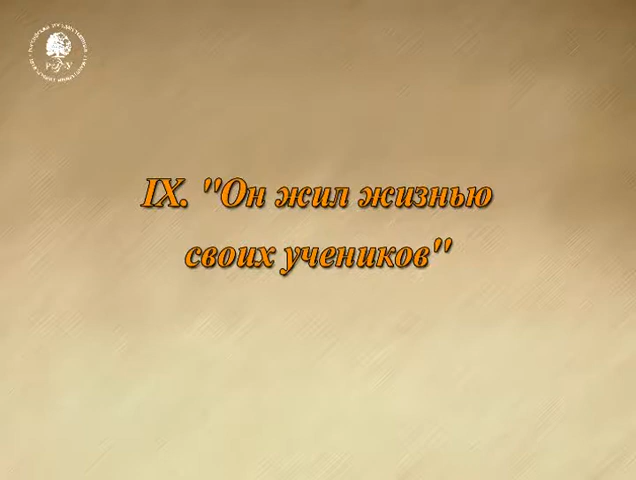 IX. "Он жил жизнью
своих учеников"